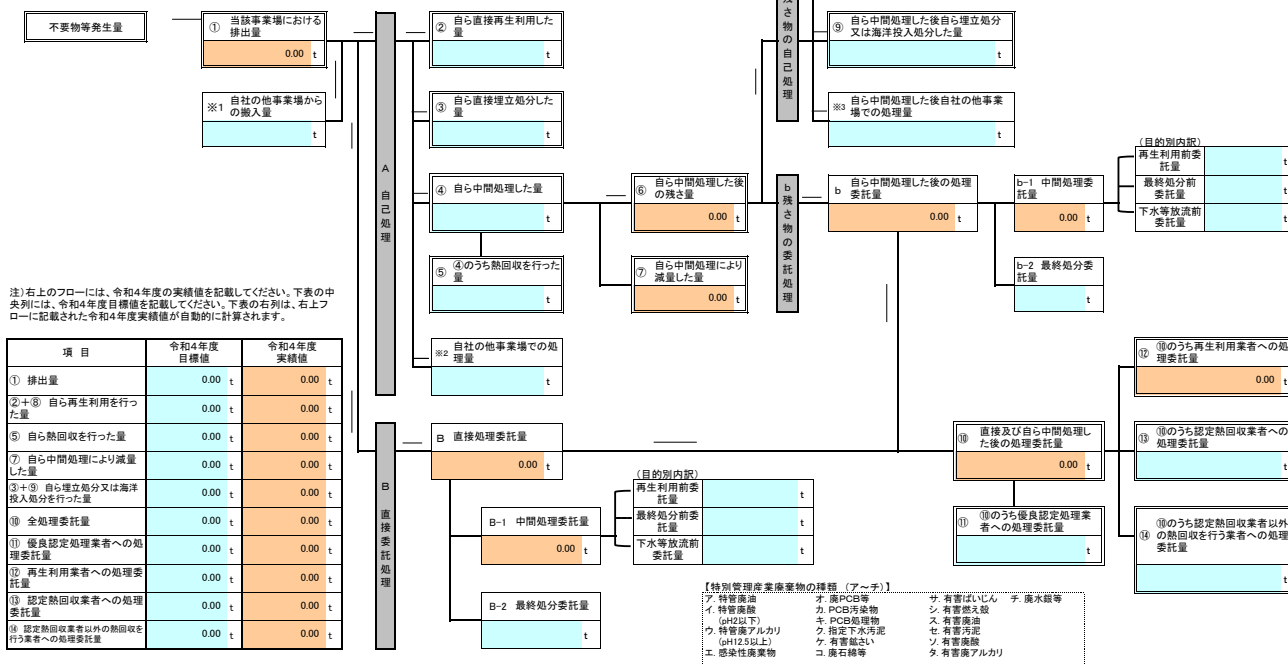 不要物等発生量
① 当該事業場における
排出量
0.00 t
※1 自社の他事業場から
の搬入量
t
A 自己処理
② 自ら直接再生利用した
量
t
③ 自ら直接埋立処分した
量
t
④ 自ら中間処理した量
t
⑤ ④のうち熱回収を行った
量
t
※2 自社の他事業場での処
理量
t
⑥ 自ら中間処理した後
の残さ量
0.00 t
⑦ 自ら中間処理により
減量した量
0.00 t
さ物の自己処理
⑨ 自ら中間処理した後自ら埋立処分
又は海洋投入処分した量
t
※3 自ら中間処理した後自社の他事業
場での処理量
t
b 残さ物の委託処理
b 自ら中間処理した後の処理
委託量
0.00 t
b-1 中間処理委
託量
0.00 t
b-2 最終処分委
託量
t
(目的別内訳)
再生利用前委
託量
t
最終処分前
委託量
t
下水等放流前
委託量
t
注)右上のフローには、令和4年度の実績値を記載してください。下表の中
央列には、令和4年度目標値を記載してください。下表の右列は、右上フ
ローに記載された令和4年度実績値が自動的に計算されます。
項 目 令和4年度
目標値 令和4年度
実績値
① 排出量 0.00 t 0.00 t
②+⑧ 自ら再生利用を行っ
た量 0.00 t 0.00 t
⑤ 自ら熱回収を行った量 0.00 t 0.00 t
⑦ 自ら中間処理により減量
した量 0.00 t 0.00 t
③+⑨ 自ら埋立処分又は海洋
投入処分を行った量 0.00 t 0.00 t
⑩ 全処理委託量 0.00 t 0.00 t
⑪ 優良認定処理業者への処
理委託量 0.00 t 0.00 t
⑫ 再生利用業者への処理委
託量 0.00 t 0.00 t
⑬ 認定熱回収業者への処理
委託量 0.00 t 0.00 t
⑭ 認定熱回収業者以外の熱回収を
行う業者への処理委託量 0.00 t 0.00 t
B 直接委託処理
B 直接処理委託量
0.00 t
B-1 中間処理委託量
0.00 t
B-2 最終処分委託量
t
(目的別内訳)
再生利用前委
託量
t
最終処分前委
託量
t
下水等放流前
委託量
t
⑩ 直接及び自ら中間処理し
た後の処理委託量
0.00 t
⑪ ⑩のうち優良認定処理業
者への処理委託量
t
⑫ ⑩のうち再生利用業者への処
理委託量
0.00 t
⑬ ⑩のうち認定熱回収業者への
処理委託量
t
⑭ ⑩のうち認定熱回収業者以外
の熱回収を行う業者への処理
委託量
t
【特別管理産業廃棄物の種類 (ア～チ)】
ア. 特管廃油 オ. 廃PCB等 サ. 有害ばいじん チ. 廃水銀等
イ. 特管廃酸 カ. PCB汚染物 シ. 有害燃え殻
(pH2以下) キ. PCB処理物 ス. 有害廃油
ウ. 特管廃アルカリ ク. 指定下水汚泥 セ. 有害汚泥
(pH12.5以上) ケ. 有害鉱さい ソ. 有害廃酸
エ. 感染性廃棄物 コ. 廃石綿等 タ. 有害廃アルカリ